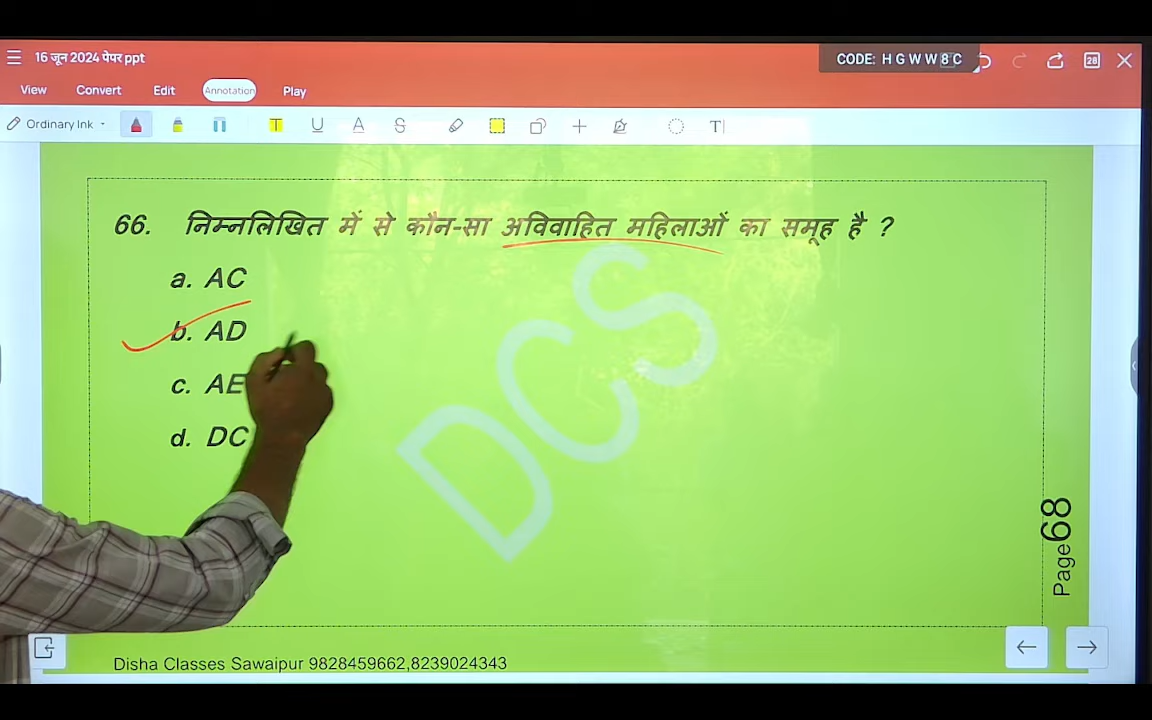 16 जून 2024 पेपर ppt
CODE: H G W W 8 C
28
View Convert Edit Annotation Play
Ordinary Ink
66. निम्नलिखित में से कौन-सा अविवाहित महिलाओं का समूह है ?
a. AC
b. AD
c. AE
d. DC
DCS
Page 68
Disha Classes Sawaipur 9828459662,8239024343